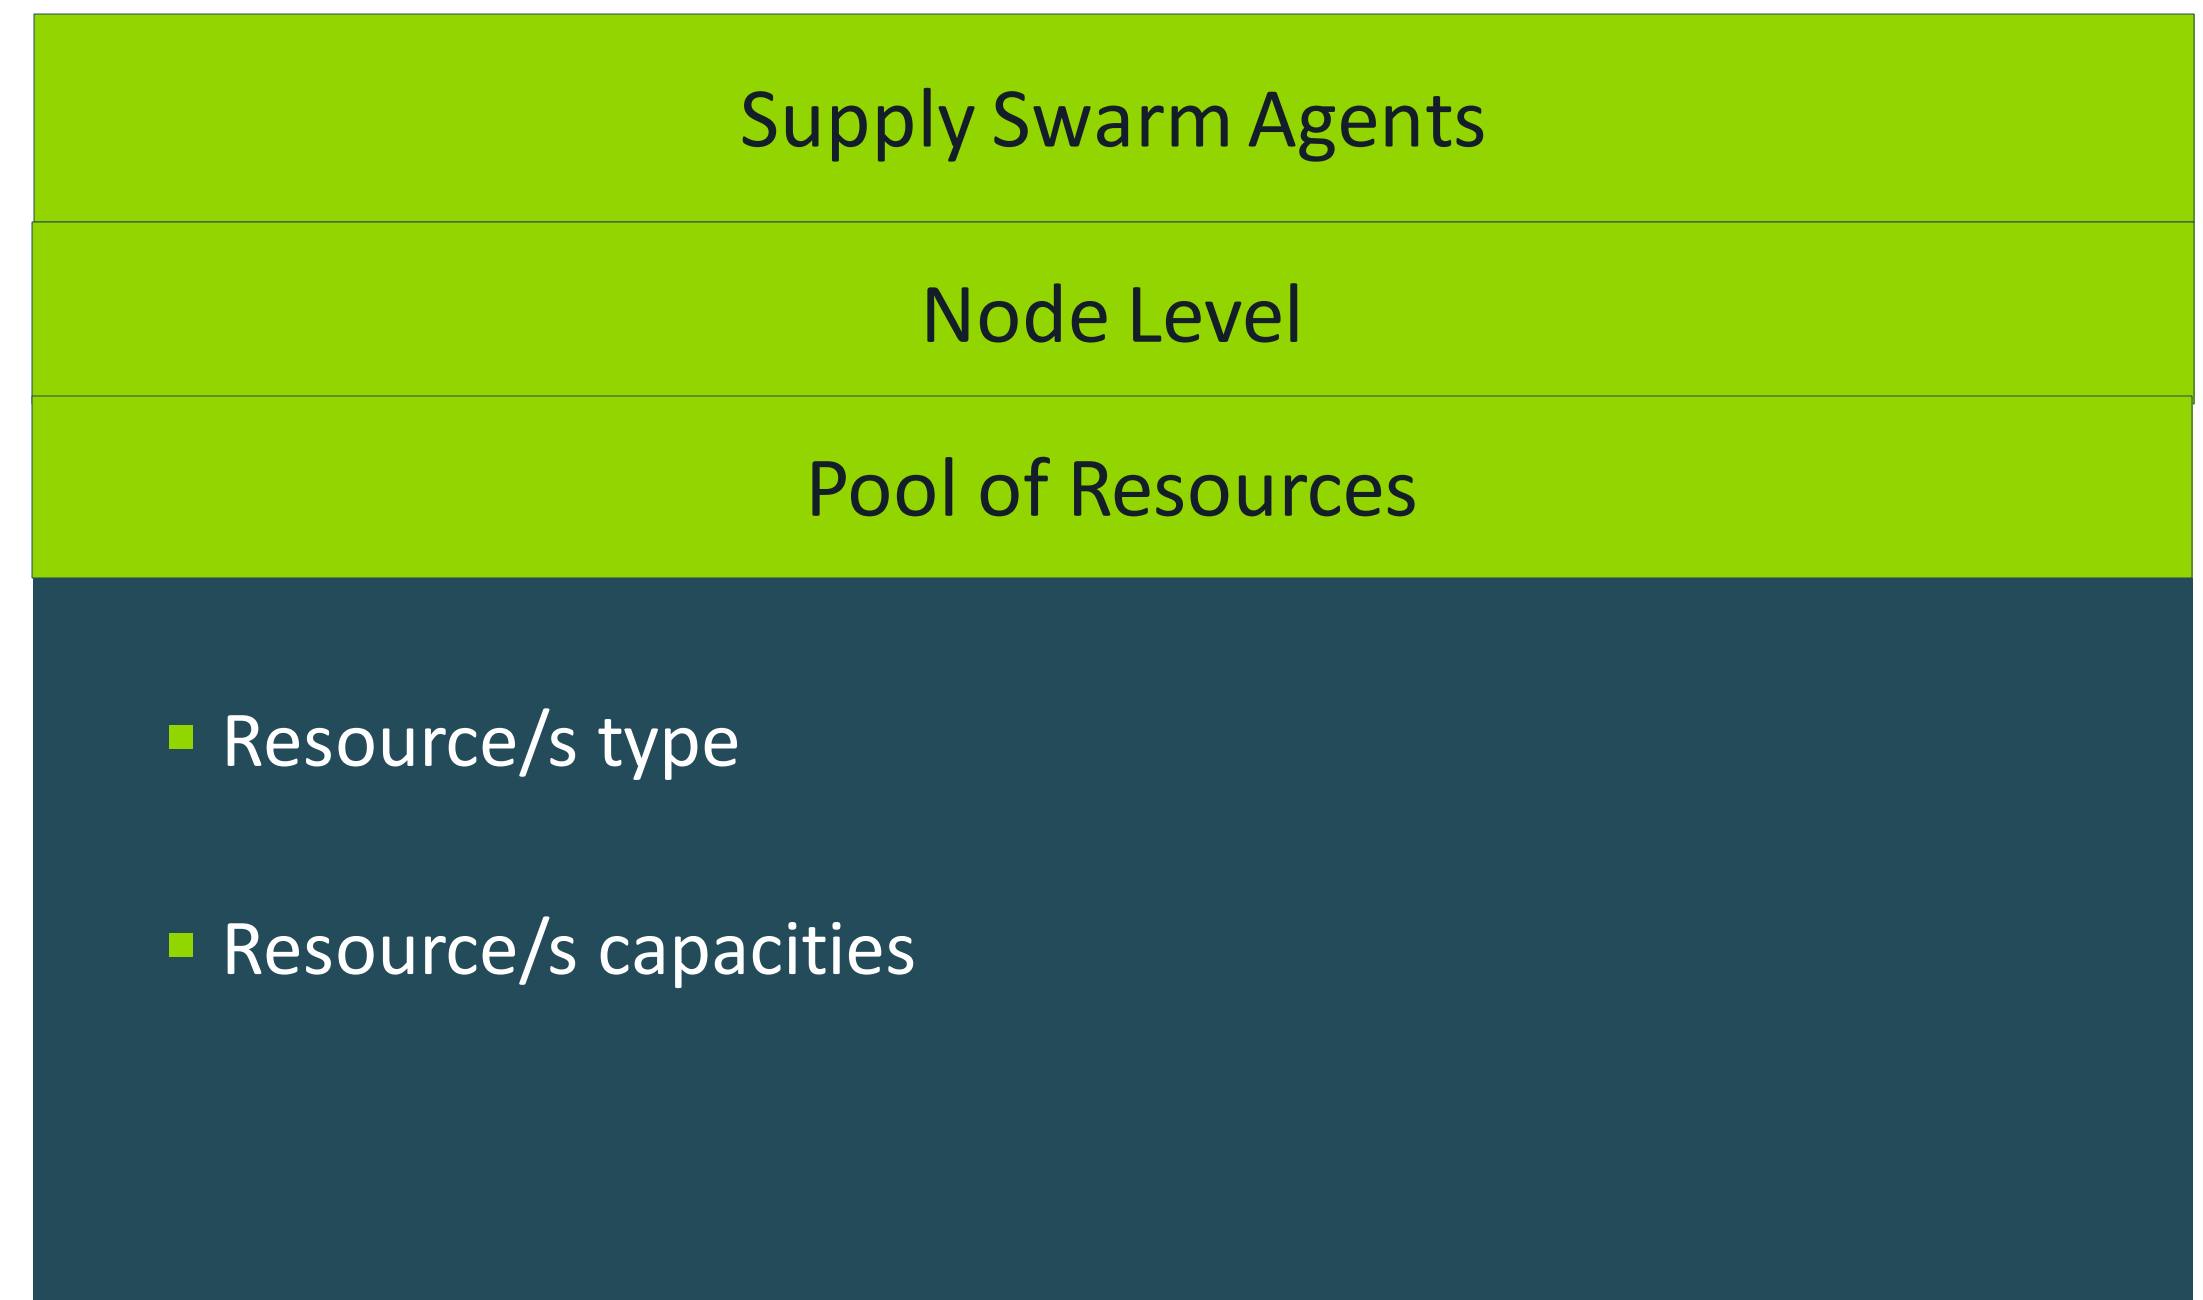 Supply Swarm Agents
Node Level
Pool of Resources
Resource/s type
Resource/s capacities